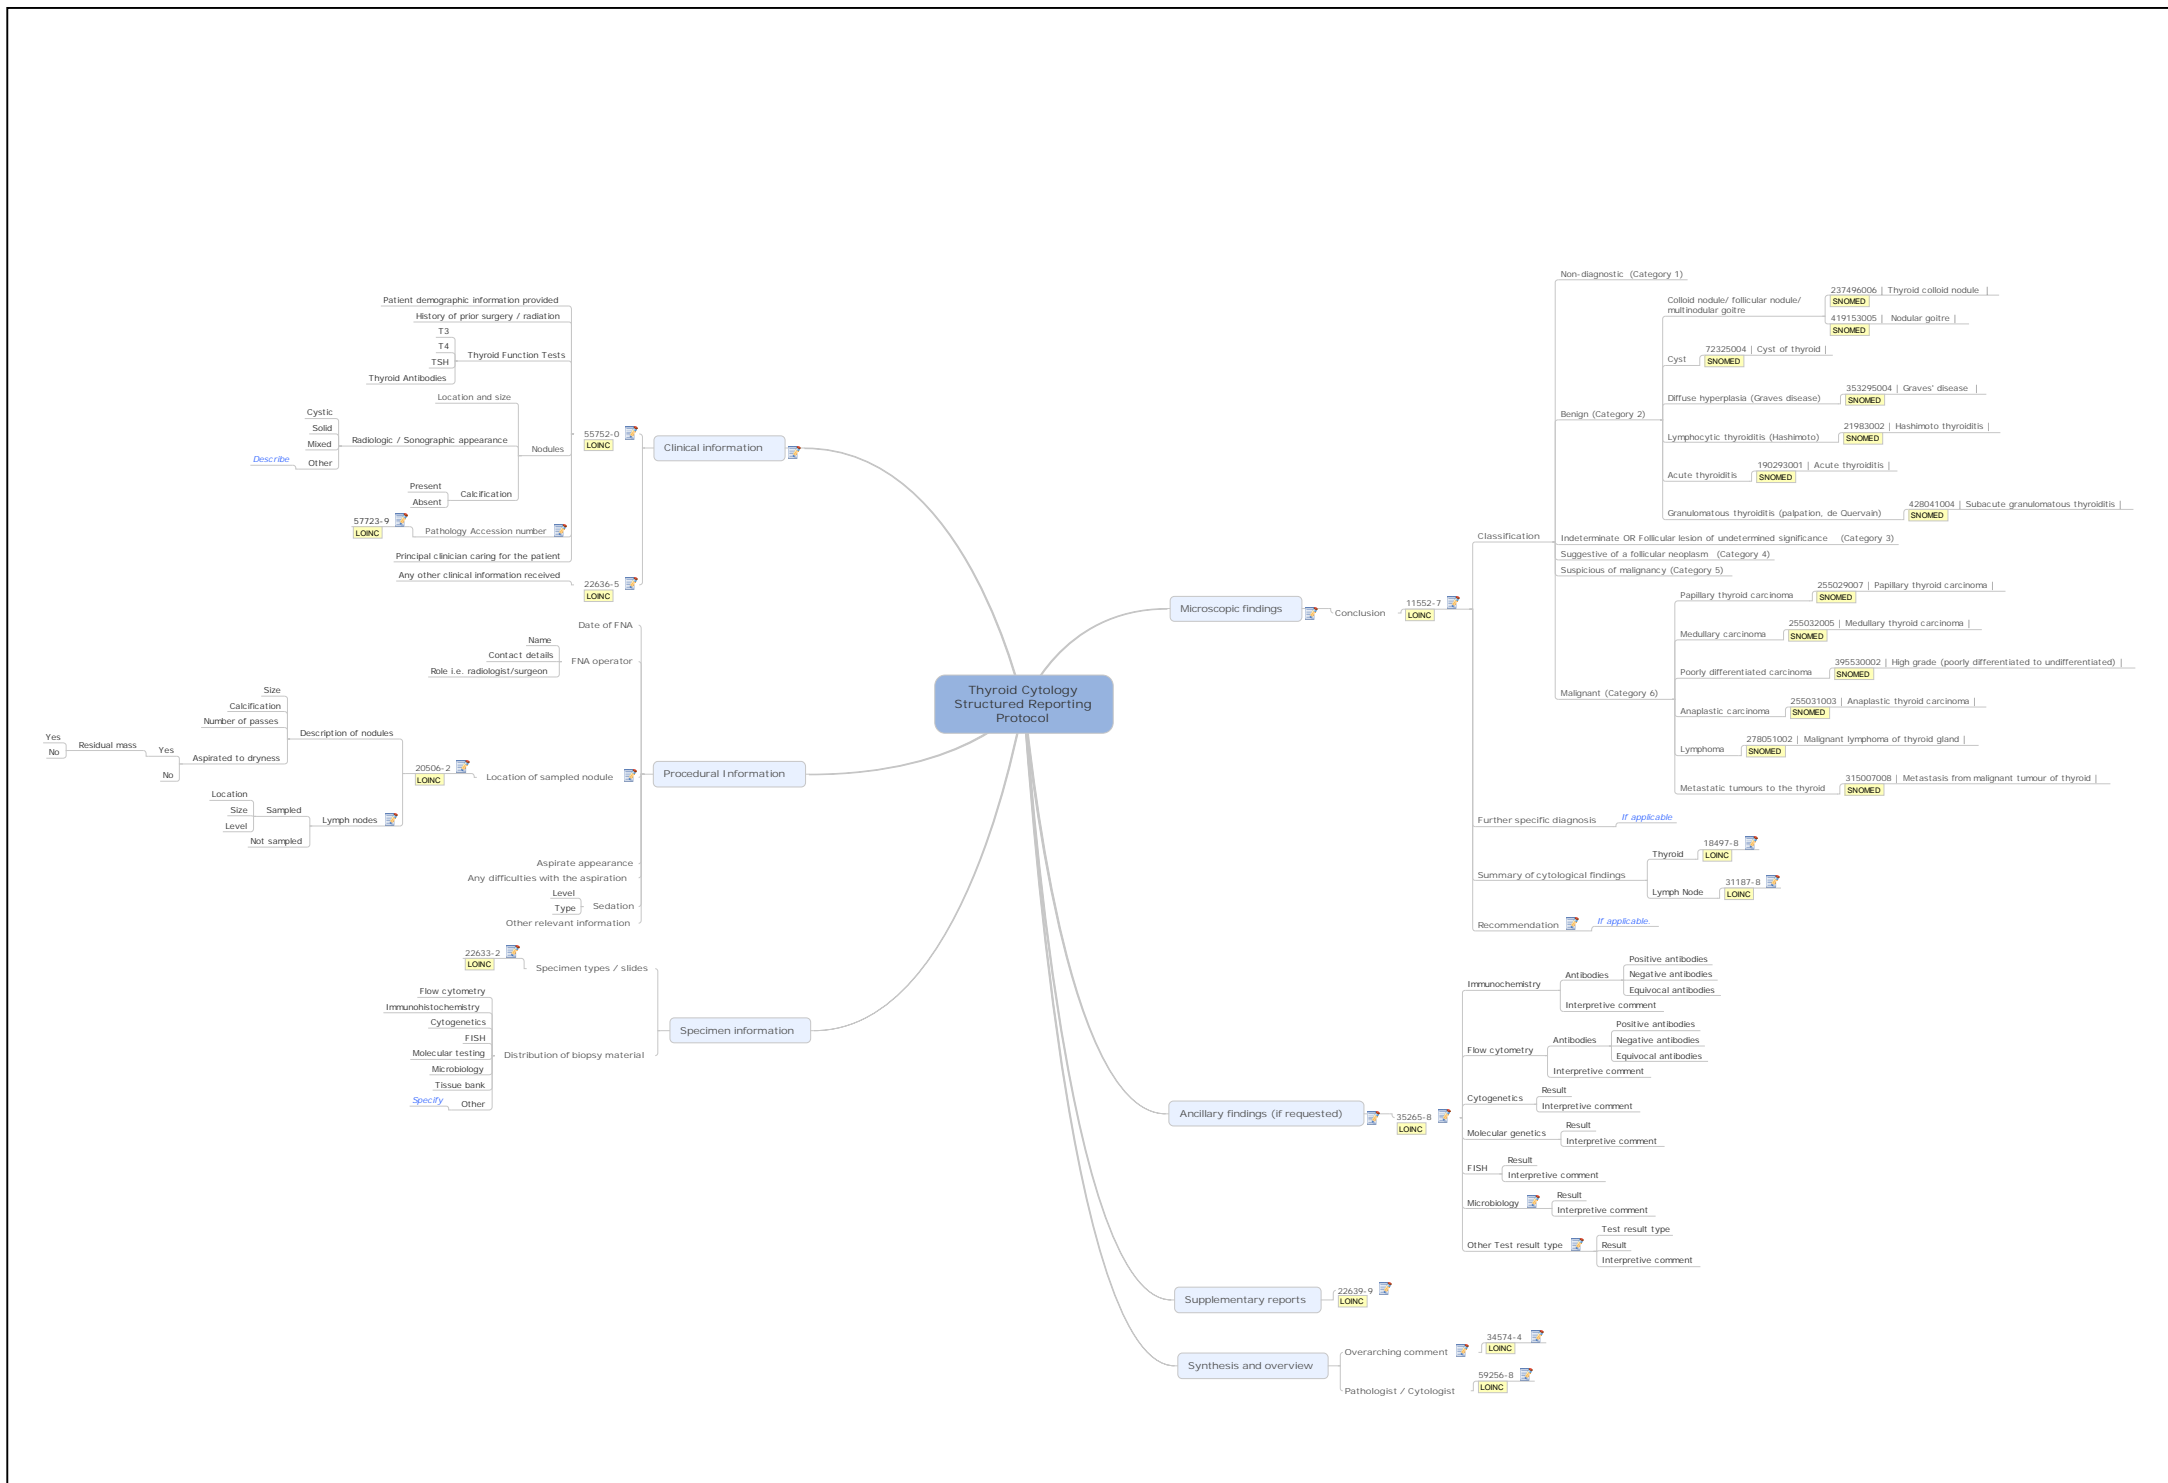 Thyroid Cytology
Structured Reporting
Protocol
Clinical information
55752-0
LOINC
Patient demographic information provided
History of prior surgery / radiation
Thyroid Function Tests
T3
T4
TSH
Thyroid Antibodies
Nodules
Location and size
Radiologic / Sonographic appearance
Cystic
Solid
Mixed
Other
Describe
Calcification
Present
Absent
Pathology Accession number
57723-9
LOINC
Principal clinician caring for the patient
22636-5
LOINC
Any other clinical information received
Procedural Information
Date of FNA
FNA operator
Name
Contact details
Role i.e. radiologist/surgeon
Location of sampled nodule
20506-2
LOINC
Description of nodules
Size
Calcification
Number of passes
Aspirated to dryness
Yes
Residual mass
Yes
No
No
Lymph nodes
Sampled
Location
Size
Level
Not sampled
Aspirate appearance
Any difficulties with the aspiration
Sedation
Level
Type
Other relevant information
Specimen information
Specimen types / slides
22633-2
LOINC
Distribution of biopsy material
Flow cytometry
Immunohistochemistry
Cytogenetics
FISH
Molecular testing
Microbiology
Tissue bank
Other
Specify
Microscopic findings
Conclusion
11552-7
LOINC
Classification
Non-diagnostic (Category 1)
Benign (Category 2)
Colloid nodule/ follicular nodule/
multinodular goitre
237496006 | Thyroid colloid nodule |
SNOMED
419153005 | Nodular goitre |
SNOMED
Cyst
72325004 | Cyst of thyroid |
SNOMED
Diffuse hyperplasia (Graves disease)
353295004 | Graves' disease |
SNOMED
Lymphocytic thyroiditis (Hashimoto)
21983002 | Hashimoto thyroiditis |
SNOMED
Acute thyroiditis
190293001 | Acute thyroiditis |
SNOMED
Granulomatous thyroiditis (palpation, de Quervain)
428041004 | Subacute granulomatous thyroiditis |
SNOMED
Indeterminate OR Follicular lesion of undetermined significance (Category 3)
Suggestive of a follicular neoplasm (Category 4)
Suspicious of malignancy (Category 5)
Malignant (Category 6)
Papillary thyroid carcinoma
255029007 | Papillary thyroid carcinoma |
SNOMED
Medullary carcinoma
255032005 | Medullary thyroid carcinoma |
SNOMED
Poorly differentiated carcinoma
395530002 | High grade (poorly differentiated to undifferentiated) |
SNOMED
Anaplastic carcinoma
255031003 | Anaplastic thyroid carcinoma |
SNOMED
Lymphoma
278051002 | Malignant lymphoma of thyroid gland |
SNOMED
Metastatic tumours to the thyroid
315007008 | Metastasis from malignant tumour of thyroid |
SNOMED
Further specific diagnosis
If applicable
Summary of cytological findings
Thyroid
18497-8
LOINC
Lymph Node
31187-8
LOINC
Recommendation
If applicable.
Ancillary findings (if requested)
35265-8
LOINC
Immunochemistry
Antibodies
Positive antibodies
Negative antibodies
Equivocal antibodies
Interpretive comment
Flow cytometry
Antibodies
Positive antibodies
Negative antibodies
Equivocal antibodies
Interpretive comment
Cytogenetics
Result
Interpretive comment
Molecular genetics
Result
Interpretive comment
FISH
Result
Interpretive comment
Microbiology
Result
Interpretive comment
Other Test result type
Test result type
Result
Interpretive comment
Supplementary reports
22639-9
LOINC
Synthesis and overview
Overarching comment
34574-4
LOINC
Pathologist / Cytologist
59256-8
LOINC